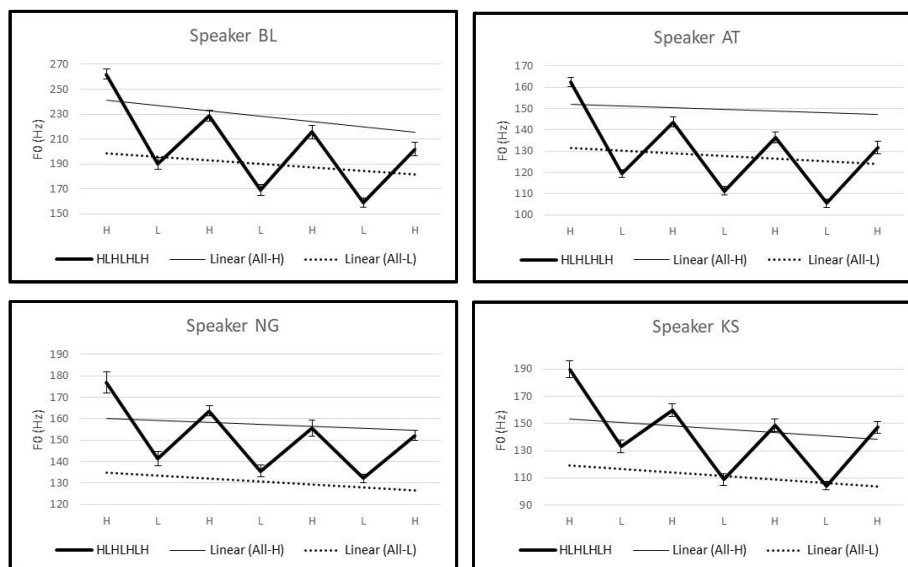 Speaker BL
F0 (Hz)
270
250
230
210
190
170
150
H L H L H L H
HLHLHLH Linear (All-H) Linear (All-L)
Speaker AT
F0 (Hz)
170
160
150
140
130
120
110
100
H L H L H L H
HLHLHLH Linear (All-H) Linear (All-L)
Speaker NG
F0 (Hz)
190
180
170
160
150
140
130
120
H L H L H L H
HLHLHLH Linear (All-H) Linear (All-L)
Speaker KS
F0 (Hz)
190
170
150
130
110
90
H L H L H L H
HLHLHLH Linear (All-H) Linear (All-L)